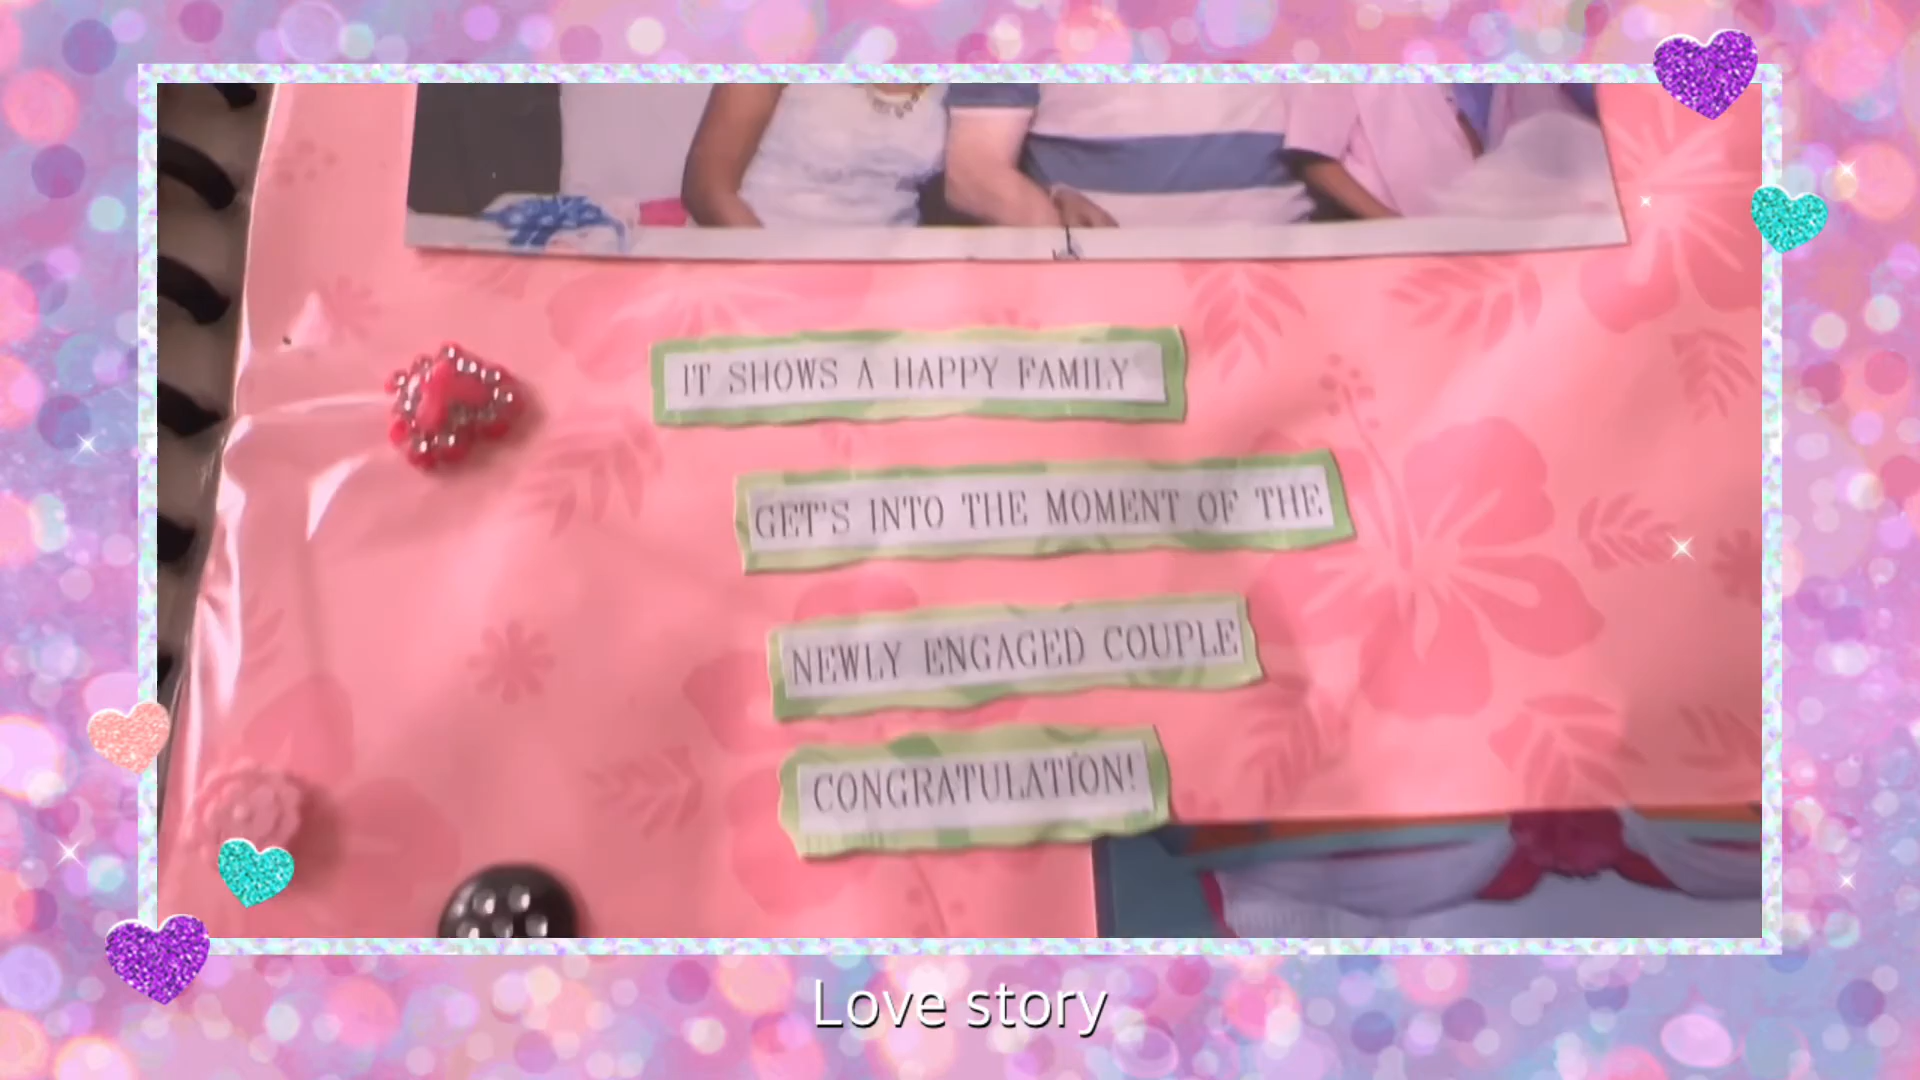 IT SHOWS A HAPPY FAMILY
GET'S INTO THE MOMENT OF THE
NEWLY ENGAGED COUPLE
CONGRATULATION!
Love story